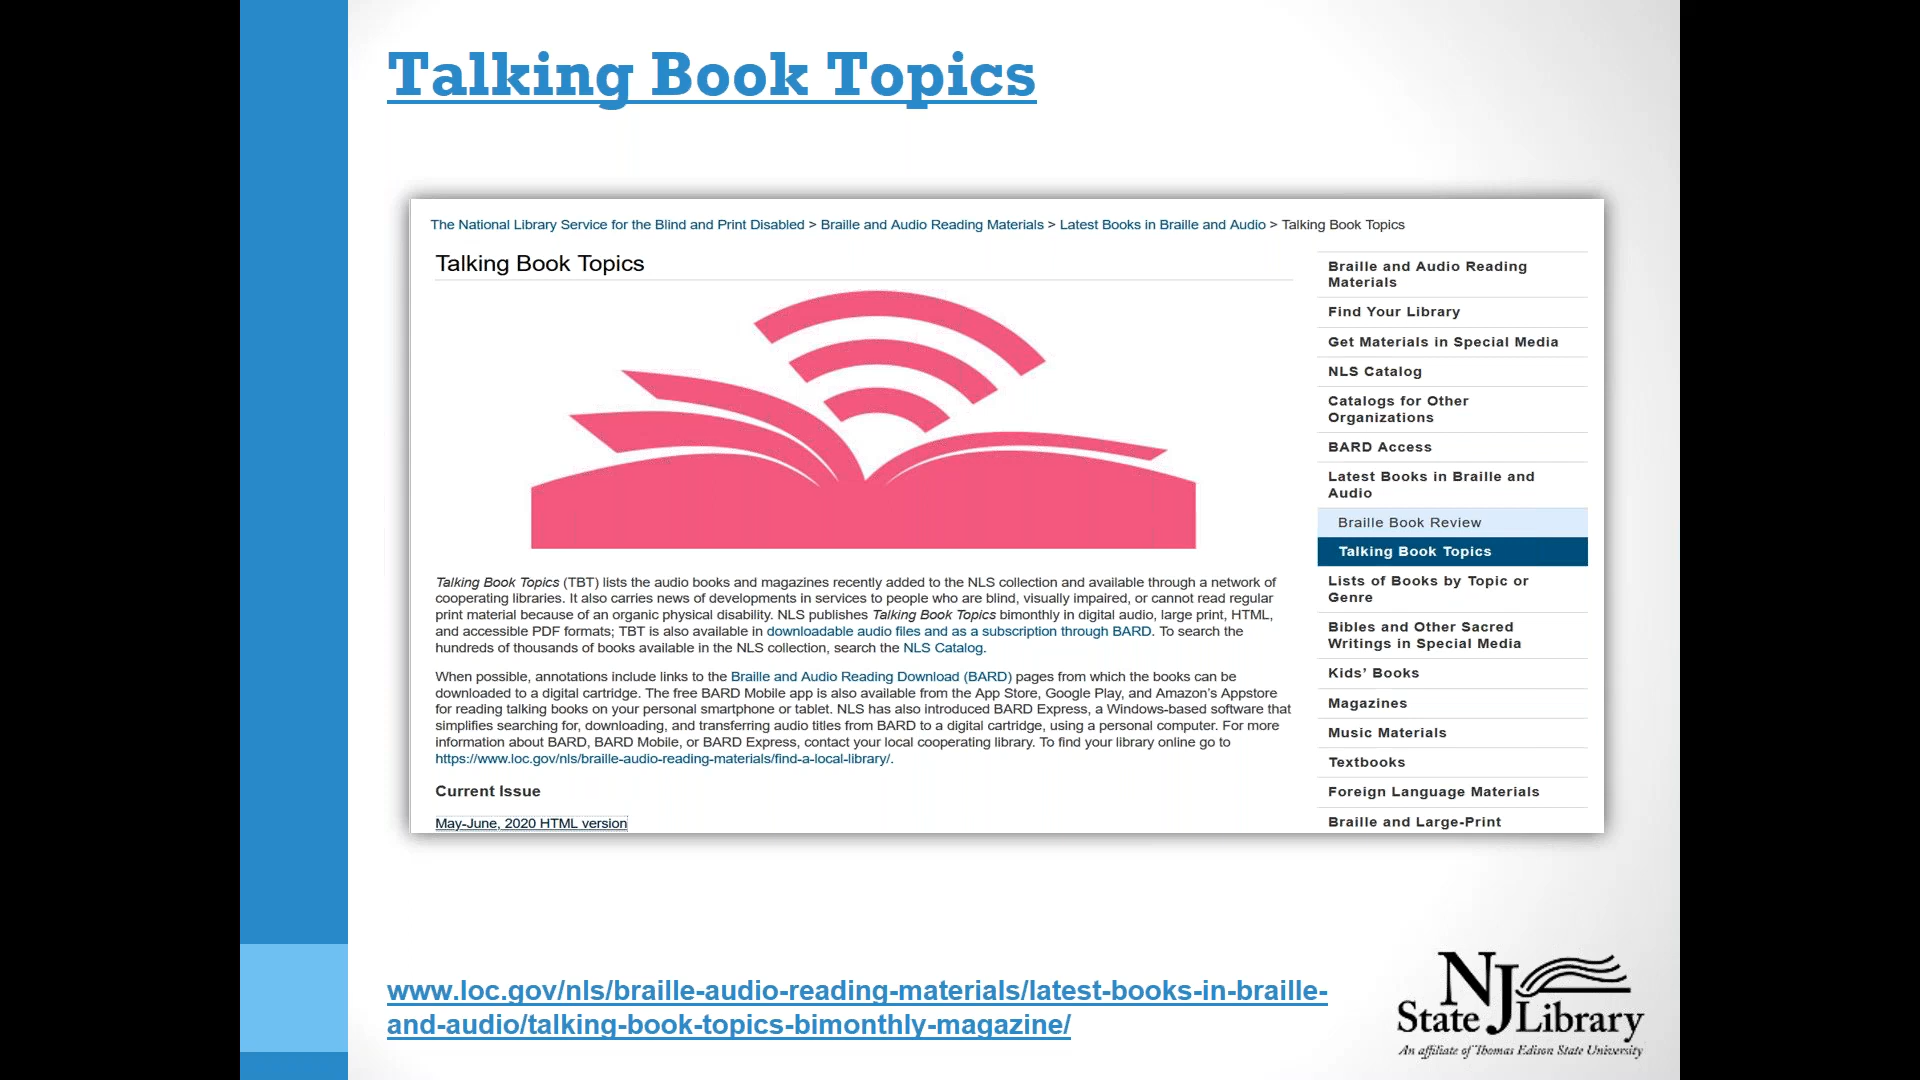 Talking Book Topics
The National Library Service for the Blind and Print Disabled > Braille and Audio Reading Materials > Latest Books in Braille and Audio > Talking Book Topics
Talking Book Topics
Talking Book Topics (TBT) lists the audio books and magazines recently added to the NLS collection and available through a network of
cooperating libraries. It also carries news of developments in services to people who are blind, visually impaired, or cannot read regular
print material because of an organic physical disability. NLS publishes Talking Book Topics bimonthly in digital audio, large print, HTML,
and accessible PDF formats; TBT is also available in downloadable audio files and as a subscription through BARD. To search the
hundreds of thousands of books available in the NLS collection, search the NLS Catalog.
When possible, annotations include links to the Braille and Audio Reading Download (BARD) pages from which the books can be
downloaded to a digital cartridge. The free BARD Mobile app is also available from the App Store, Google Play, and Amazon's Appstore
for reading talking books on your personal smartphone or tablet. NLS has also introduced BARD Express, a Windows-based software that
simplifies searching for, downloading, and transferring audio titles from BARD to a digital cartridge, using a personal computer. For more
information about BARD, BARD Mobile, or BARD Express, contact your local cooperating library. To find your library online go to
https://www.loc.gov/nls/braille-audio-reading-materials/find-a-local-library/.
Current Issue
May-June, 2020 HTML version
Braille and Audio Reading
Materials
Find Your Library
Get Materials in Special Media
NLS Catalog
Catalogs for Other
Organizations
BARD Access
Latest Books in Braille and
Audio
Braille Book Review
Talking Book Topics
Lists of Books by Topic or
Genre
Bibles and Other Sacred
Writings in Special Media
Kids' Books
Magazines
Music Materials
Textbooks
Foreign Language Materials
Braille and Large-Print
www.loc.gov/nls/braille-audio-reading-materials/latest-books-in-braille-
and-audio/talking-book-topics-bimonthly-magazine/
NJ
State Library
An affiliate of Thomas Edison State University